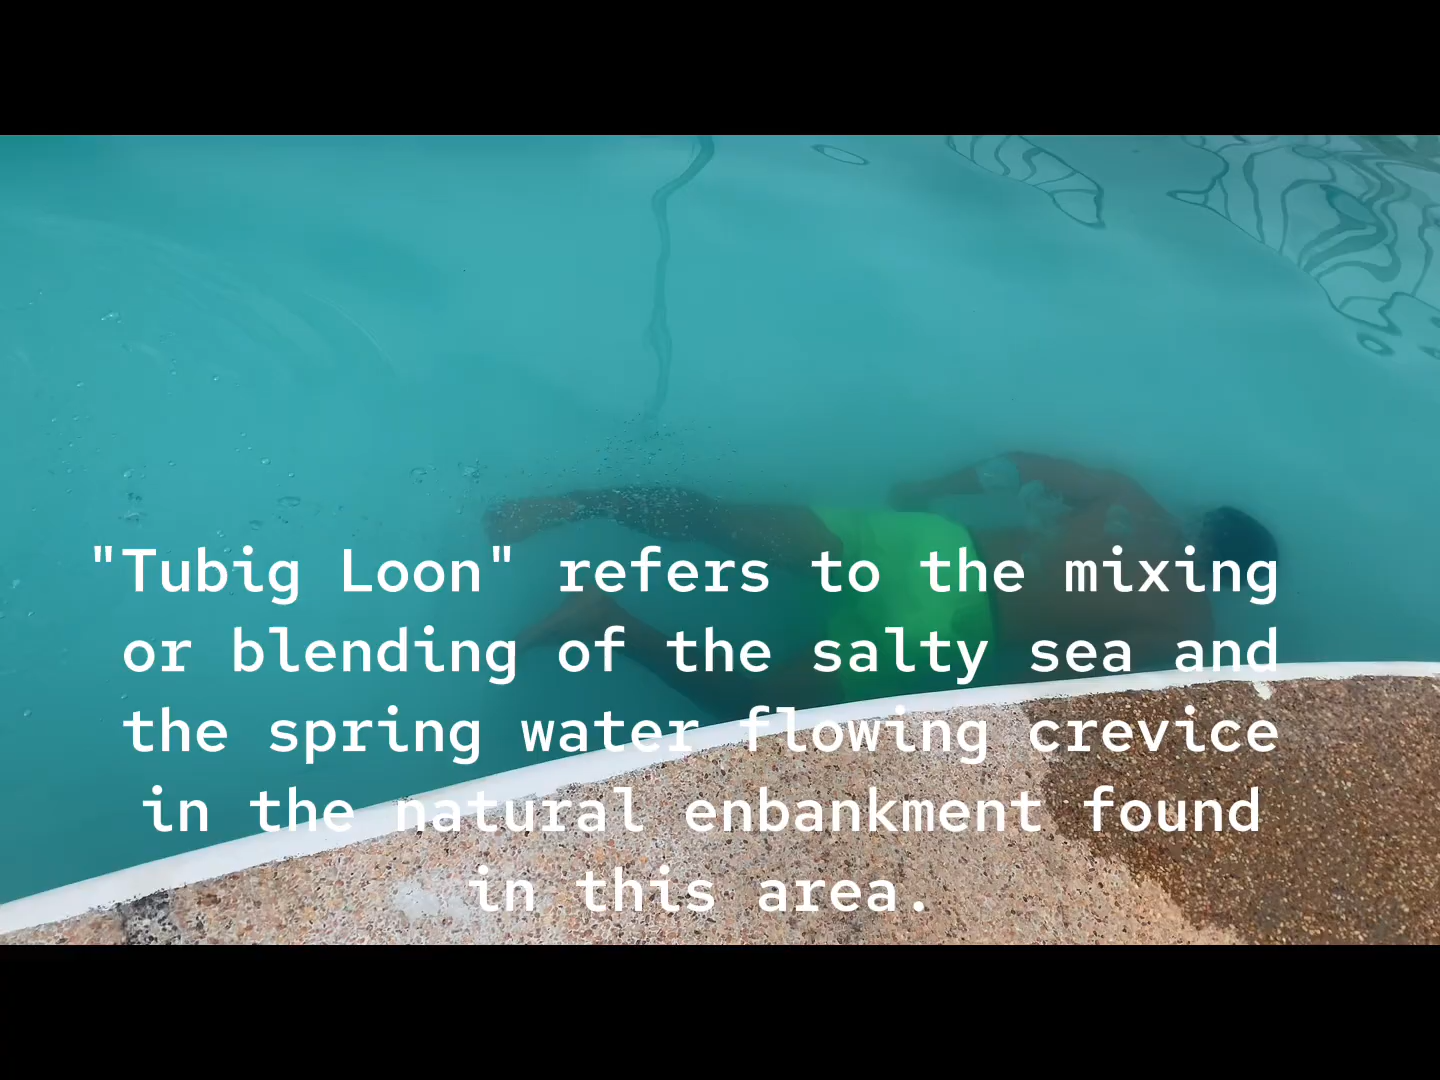 "Tubig Loon" refers to the mixing
or blending of the salty sea and
the spring water flowing crevice
in the natural enbankment found
in this area.